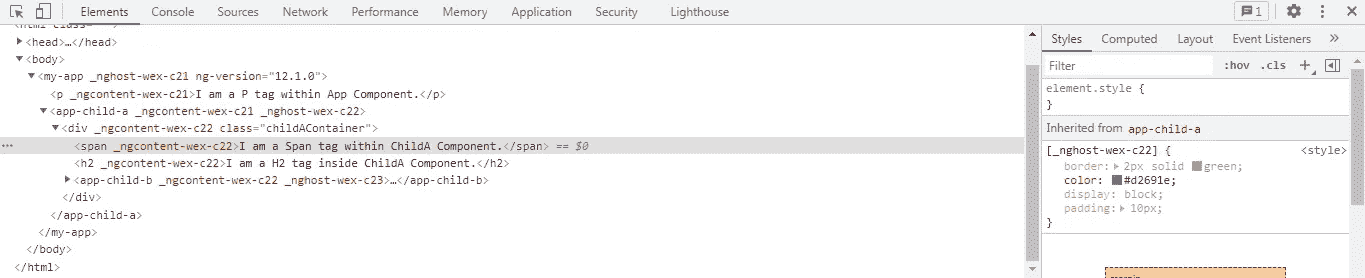 Elements Console Sources Network Performance Memory Application Security Lighthouse 1
<html class="">
<head>…</head>
<body>
<my-app _nghost-wex-c21 ng-version="12.1.0">
<p _ngcontent-wex-c21>I am a P tag within App Component.</p>
<app-child-a _ngcontent-wex-c21 _nghost-wex-c22>
<div _ngcontent-wex-c22 class="childAContainer">
<span _ngcontent-wex-c22>I am a Span tag within ChildA Component.</span> == $0
<h2 _ngcontent-wex-c22>I am a H2 tag inside ChildA Component.</h2>
<app-child-b _ngcontent-wex-c22 _nghost-wex-c23>…</app-child-b>
</div>
</app-child-a>
</my-app>
</body>
</html>
Styles Computed Layout Event Listeners »
Filter :hov .cls +
element.style {
}
Inherited from app-child-a
[_nghost-wex-c22] { <style>
border: 2px solid green;
color: #d2691e;
display: block;
padding: 10px;
}